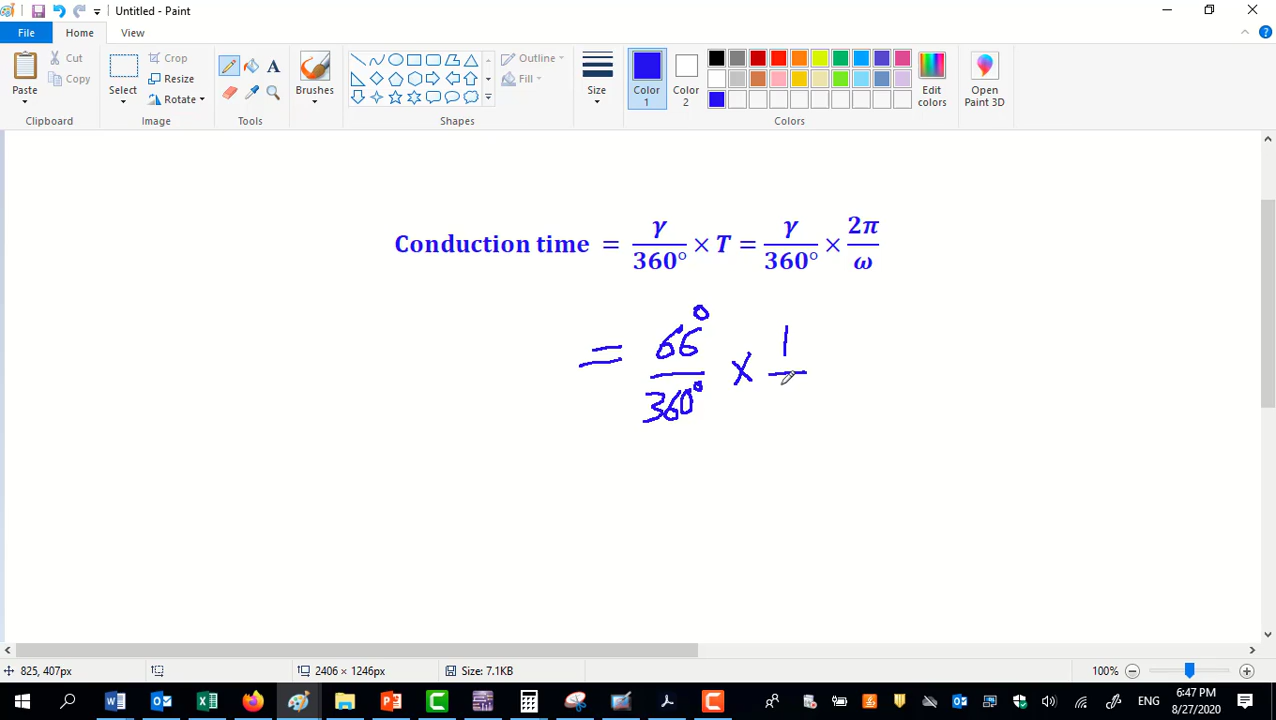 Untitled - Paint
File Home View
Paste
Cut
Copy
Clipboard
Select
Crop
Resize
Rotate
Image
A
Tools
Brushes
Outline
Fill
Shapes
Size
Color 1
Color 2
Colors
Edit colors
Open Paint 3D
Conduction time = γ/360° × T = γ/360° × 2π/ω
= 66°/360° × 1
825, 407px
2406 × 1246px
Size: 7.1KB
100%
ENG
6:47 PM
8/27/2020